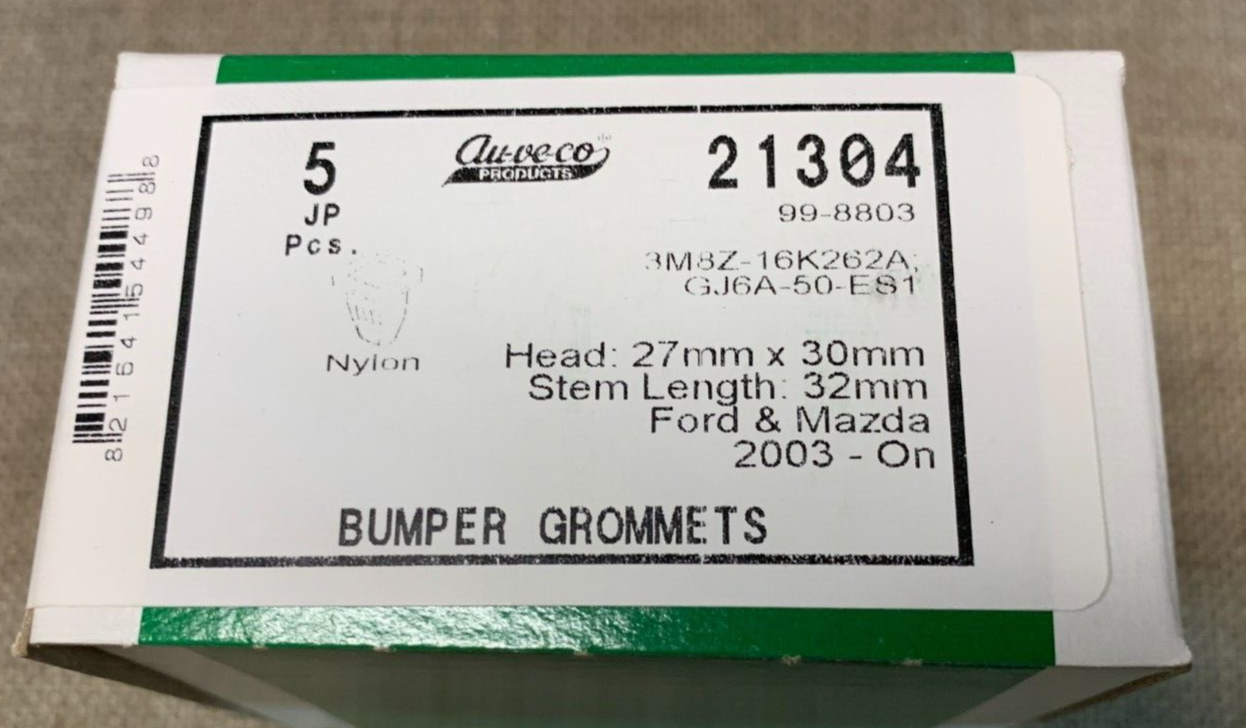 5
JP
Pcs.
Au-ve-co
PRODUCTS
21304
99-8803
3M8Z-16K262A,
GJ6A-50-ES1
Nylon
Head: 27mm x 30mm
Stem Length: 32mm
Ford & Mazda
2003 - On
BUMPER GROMMETS
8 21541 54498 8